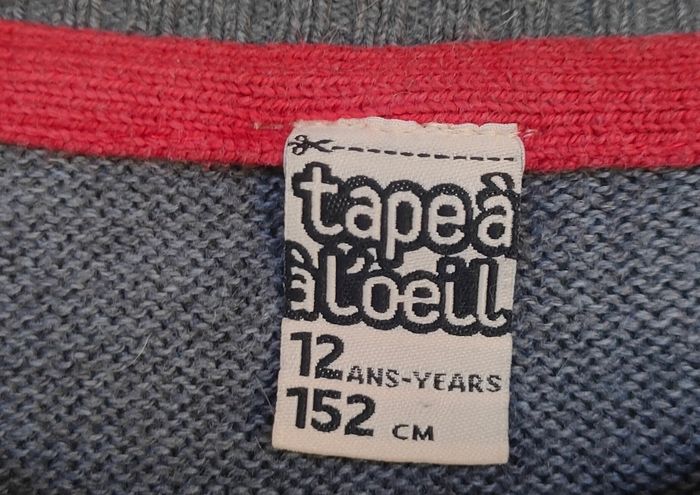 tapeà
àl'oeil
12 ANS-YEARS
152 CM